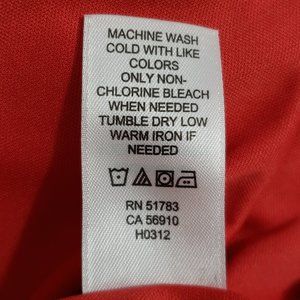 MACHINE WASH
COLD WITH LIKE
COLORS
ONLY NON-
CHLORINE BLEACH
WHEN NEEDED
TUMBLE DRY LOW
WARM IRON IF
NEEDED
RN 51783
CA 56910
H0312